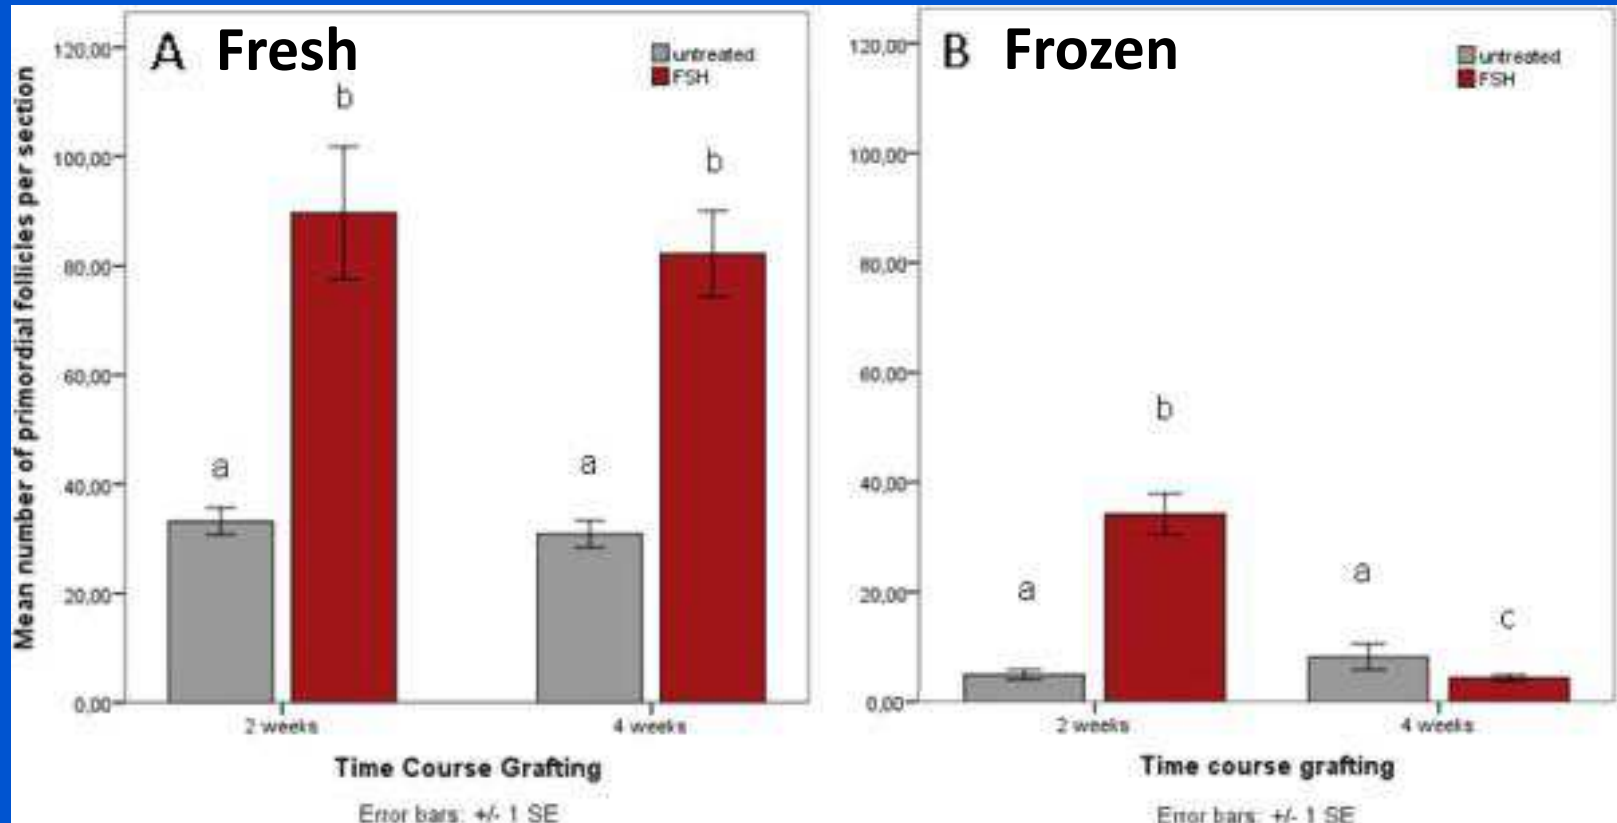 Mean number of primordial follicles per section
A Fresh
untreated
FSH
120,00
100,00
80,00
60,00
40,00
20,00
0,00
a
b
a
b
2 weeks
4 weeks
Time Course Grafting
Error bars: +/- 1 SE
B Frozen
untreated
FSH
120,00
100,00
80,00
60,00
40,00
20,00
0,00
a
b
a
c
2 weeks
4 weeks
Time course grafting
Error bars: +/- 1 SE